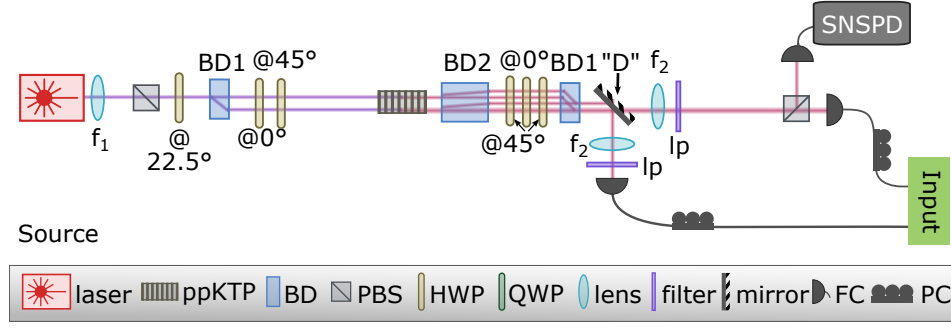 SNSPD
BD1 @45°
BD2 @0° BD1"D" f2
f1
@
22.5°
@0°
@45°
f2
lp
lp
Input
Source
laser ppKTP BD PBS HWP QWP lens filter mirror FC PC